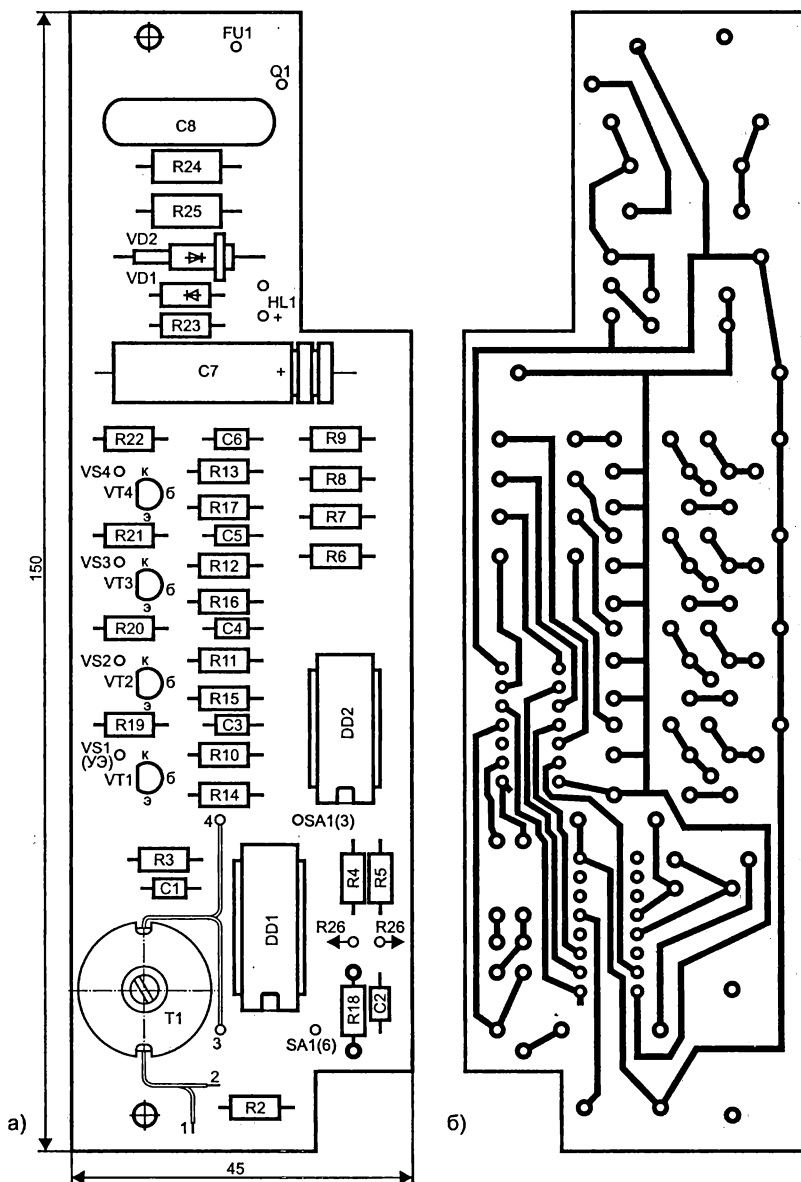 FU1
Q1
C8
R24
R25
VD2
VD1
HL1
+
R23
C7 +
R22 C6 R9
VS4 к R13
VT4 б R8
э R17
R21 C5 R7
VS3 к R12 R6
VT3 б
э R16
R20 C4
VS2 к R11
VT2 б
э R15
R19 C3 DD2
VS1 к R10
(УЭ) б
VT1
э R14
4 SA1(3)
R3 R4 R5
C1 DD1
R26 R26
T1 R18 C2
3 SA1(6)
2
R2
1
150
45
а)
б)